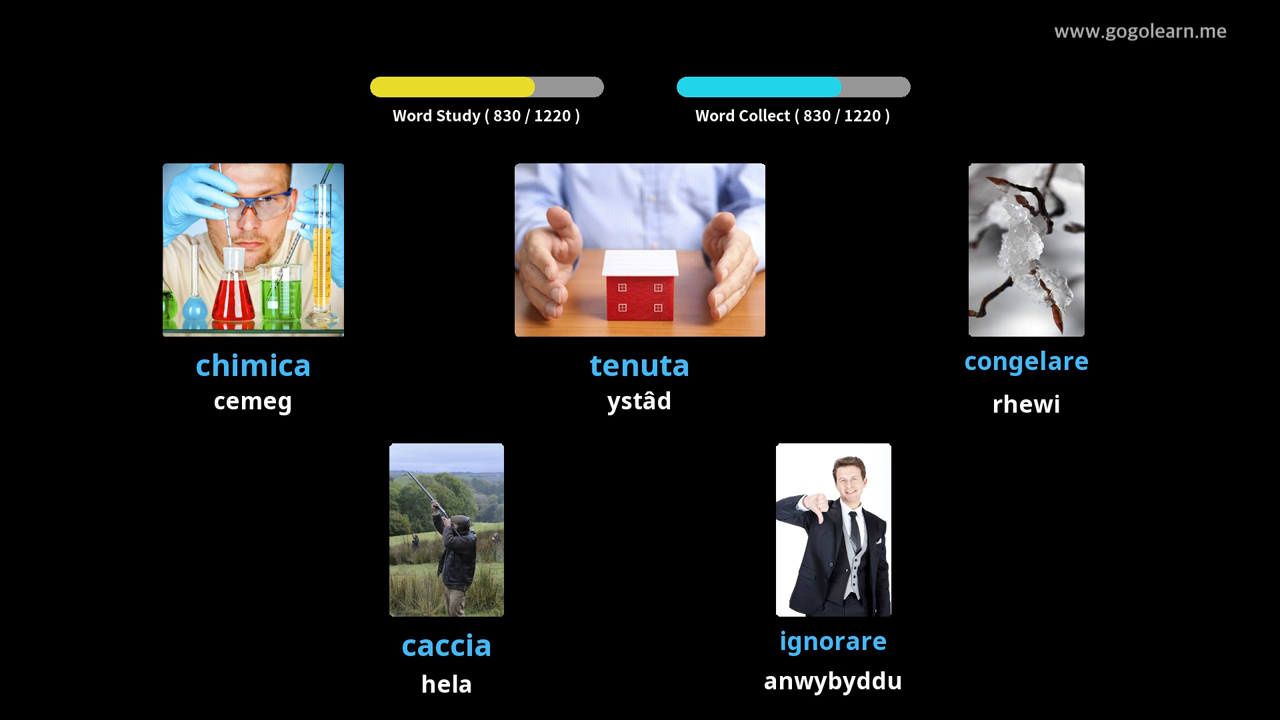 www.gogolearn.me
Word Study ( 830 / 1220 )
Word Collect ( 830 / 1220 )
chimica
cemeg
tenuta
ystâd
congelare
rhewi
caccia
hela
ignorare
anwybyddu